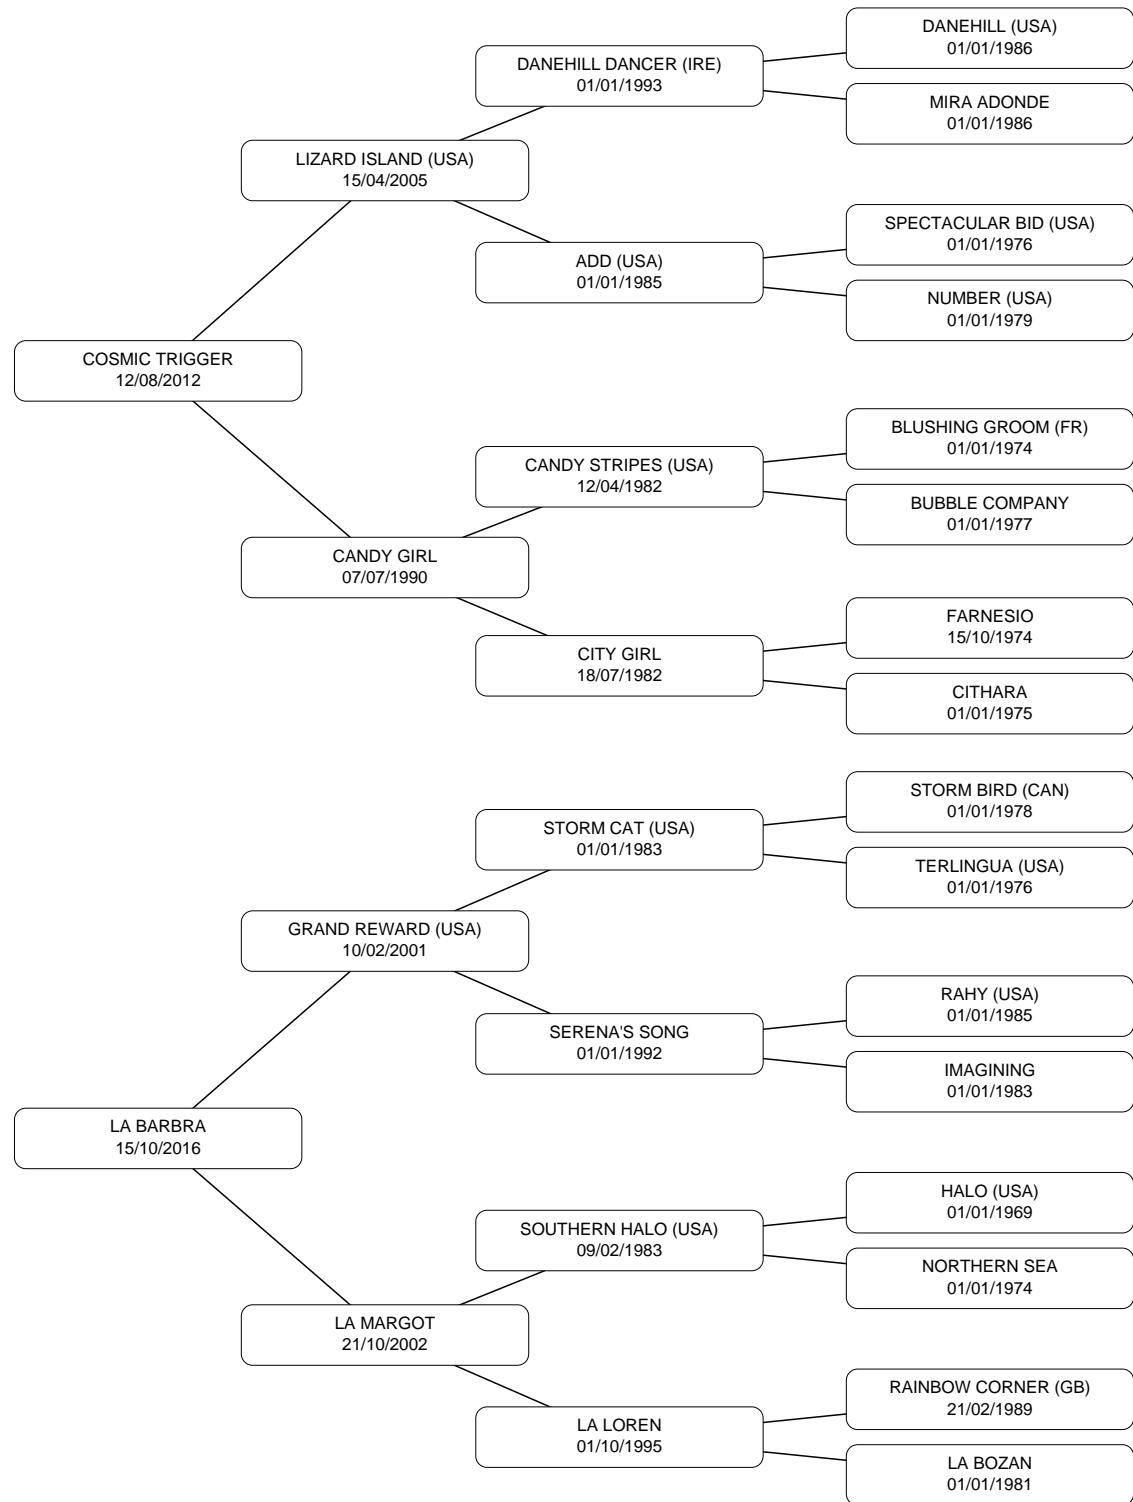 DANEHILL (USA)
01/01/1986
DANEHILL DANCER (IRE)
01/01/1993
MIRA ADONDE
01/01/1986
LIZARD ISLAND (USA)
15/04/2005
SPECTACULAR BID (USA)
01/01/1976
ADD (USA)
01/01/1985
NUMBER (USA)
01/01/1979
COSMIC TRIGGER
12/08/2012
BLUSHING GROOM (FR)
01/01/1974
CANDY STRIPES (USA)
12/04/1982
BUBBLE COMPANY
01/01/1977
CANDY GIRL
07/07/1990
FARNESIO
15/10/1974
CITY GIRL
18/07/1982
CITHARA
01/01/1975
STORM BIRD (CAN)
01/01/1978
STORM CAT (USA)
01/01/1983
TERLINGUA (USA)
01/01/1976
GRAND REWARD (USA)
10/02/2001
RAHY (USA)
01/01/1985
SERENA'S SONG
01/01/1992
IMAGINING
01/01/1983
LA BARBRA
15/10/2016
HALO (USA)
01/01/1969
SOUTHERN HALO (USA)
09/02/1983
NORTHERN SEA
01/01/1974
LA MARGOT
21/10/2002
RAINBOW CORNER (GB)
21/02/1989
LA LOREN
01/10/1995
LA BOZAN
01/01/1981